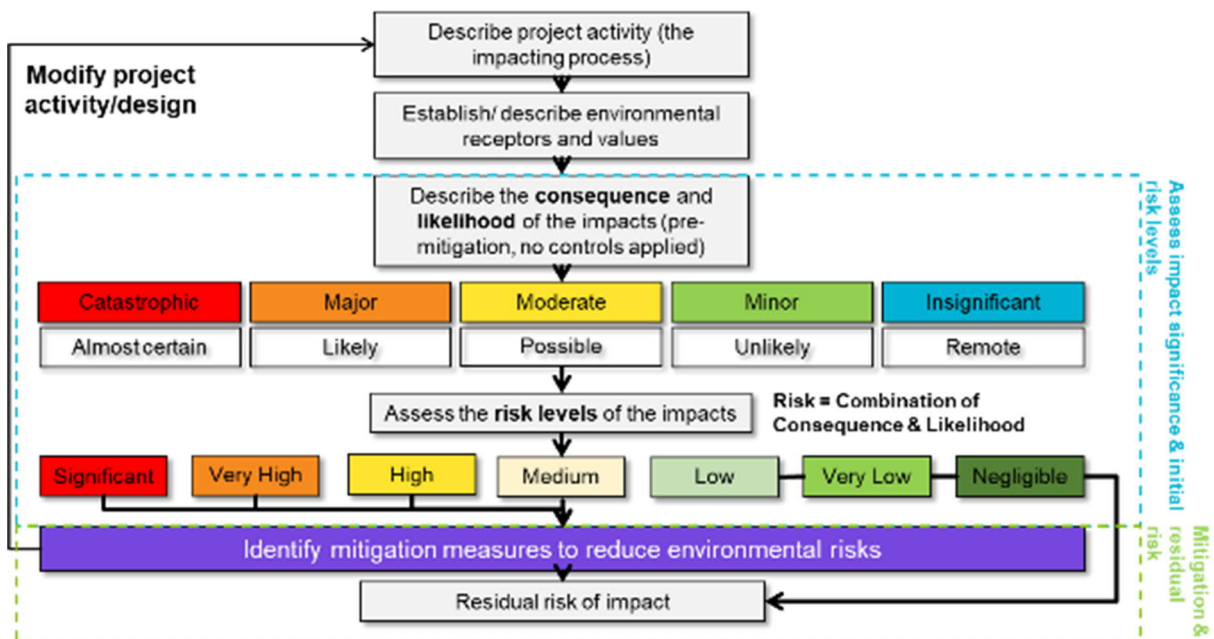 Describe project activity (the
impacting process)
Modify project
activity/design
Establish/ describe environmental
receptors and values
Describe the consequence and
likelihood of the impacts (pre-
mitigation, no controls applied)
Assess impact significance & initial
risk levels
Catastrophic
Major
Moderate
Minor
Insignificant
Almost certain
Likely
Possible
Unlikely
Remote
Assess the risk levels of the impacts
Risk = Combination of
Consequence & Likelihood
Significant
Very High
High
Medium
Low
Very Low
Negligible
Identify mitigation measures to reduce environmental risks
Mitigation &
residual
risk
Residual risk of impact